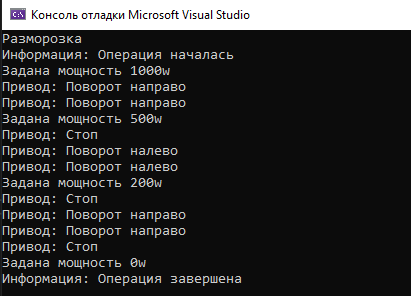 Консоль отладки Microsoft Visual Studio
Разморозка
Информация: Операция началась
Задана мощность 1000w
Привод: Поворот направо
Привод: Поворот направо
Задана мощность 500w
Привод: Стоп
Привод: Поворот налево
Привод: Поворот налево
Задана мощность 200w
Привод: Стоп
Привод: Поворот направо
Привод: Поворот направо
Привод: Стоп
Задана мощность 0w
Информация: Операция завершена